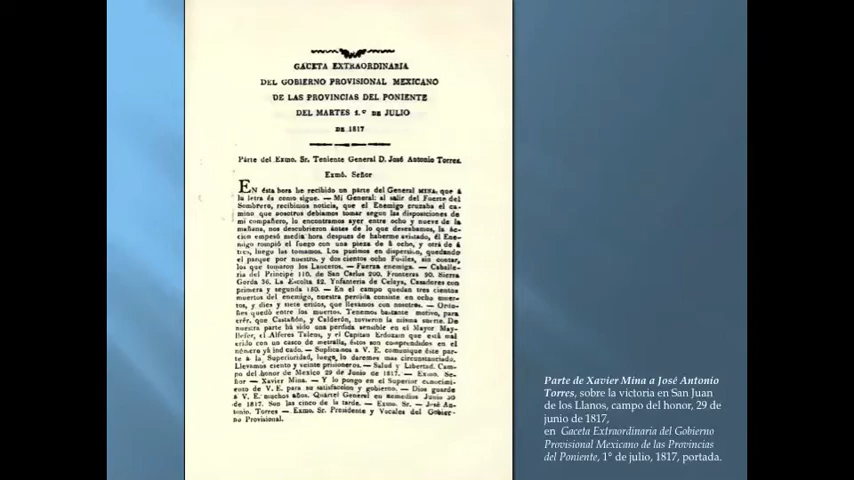 GACETA EXTRAORDINARIA
DEL GOBIERNO PROVISIONAL MEXICANO
DE LAS PROVINCIAS DEL PONIENTE
DEL MARTES 1.º DE JULIO
DE 1817
Parte del Exmo. Sr. Teniente General D. José Antonio Torres.
Exmó. Señor
EN ésta hora he recibido un parte del General MINA, que á
la letra és como sigue. — Mi General: al salir del Fuerte del
Sombrero, recibimos noticia, que el Enemigo cruzaba el ca-
mino que nosotros debiamos tomar segun las disposiciones de
mi compañero, lo encontramos ayer entre ocho y nueve de la
mañana, nos descubrieron ántes de lo que deseabamos, la ác-
cion empesó media hora despues de haberme avistado, él Ene-
migo rompió el fuego con una pieza de á ocho, y otra de á
tres, luego las tomamos. Los pusimos en dispersion, quedando
el parque por nuestro, y dos cientos ocho Fusiles, sin contar,
los que tomaron los Lanceros. — Fuerza enemiga. — Caballe-
ria del Principe 110. de San Carlos 200. Fronteras 90. Sierra
Gorda 36. La Escolta 12. Ynfanteria de Celaya, Casadores con
primera y segunda 150. — En el campo quedan tres cientos
muertos del enemigo, nuestra perdida consiste en ocho muer-
tos, y dies y siete eridos, que llevamos con nosotros. — Ordo-
ñes quedó entre los muertos. Tenemos bastante motivo, para
crér, que Castañón, y Calderón, tuvieron la misma suerte. De
nuestra parte há sido una perdida sensible en el Mayor May-
llefer, el Alferes Talens, y el Capitan Erdozain que está mal
erido con un casco de metralla, éstos son comprendidos en el
número yá indicado. — Suplicamos á V. E. comunique éste par-
te á la Superioridad, luego lo daremos mas circunstanciado.
Llevamos ciento y veinte prisioneros. — Salud y Libertad. Cam-
po del honor de Mexico 29 de Junio de 1817. — Exmo. Se-
ñor — Xavier Mina. — Y lo pongo en el Superior conocimi-
ento de V. E. para su satisfaccion y gobierno. — Dios guarde
a V. E. muchos años. Quartel General en Remedios Junio 30
de 1817. Son las cinco de la tarde. — Exmo. Sr. — José An-
tonio. Torres — Exmo. Sr. Presidente y Vocales del Gobier-
no Provisional.
Parte de Xavier Mina a José Antonio
Torres, sobre la victoria en San Juan
de los Llanos, campo del honor, 29 de
junio de 1817,
en Gaceta Extraordinaria del Gobierno
Provisional Mexicano de las Provincias
del Poniente, 1° de julio, 1817, portada.